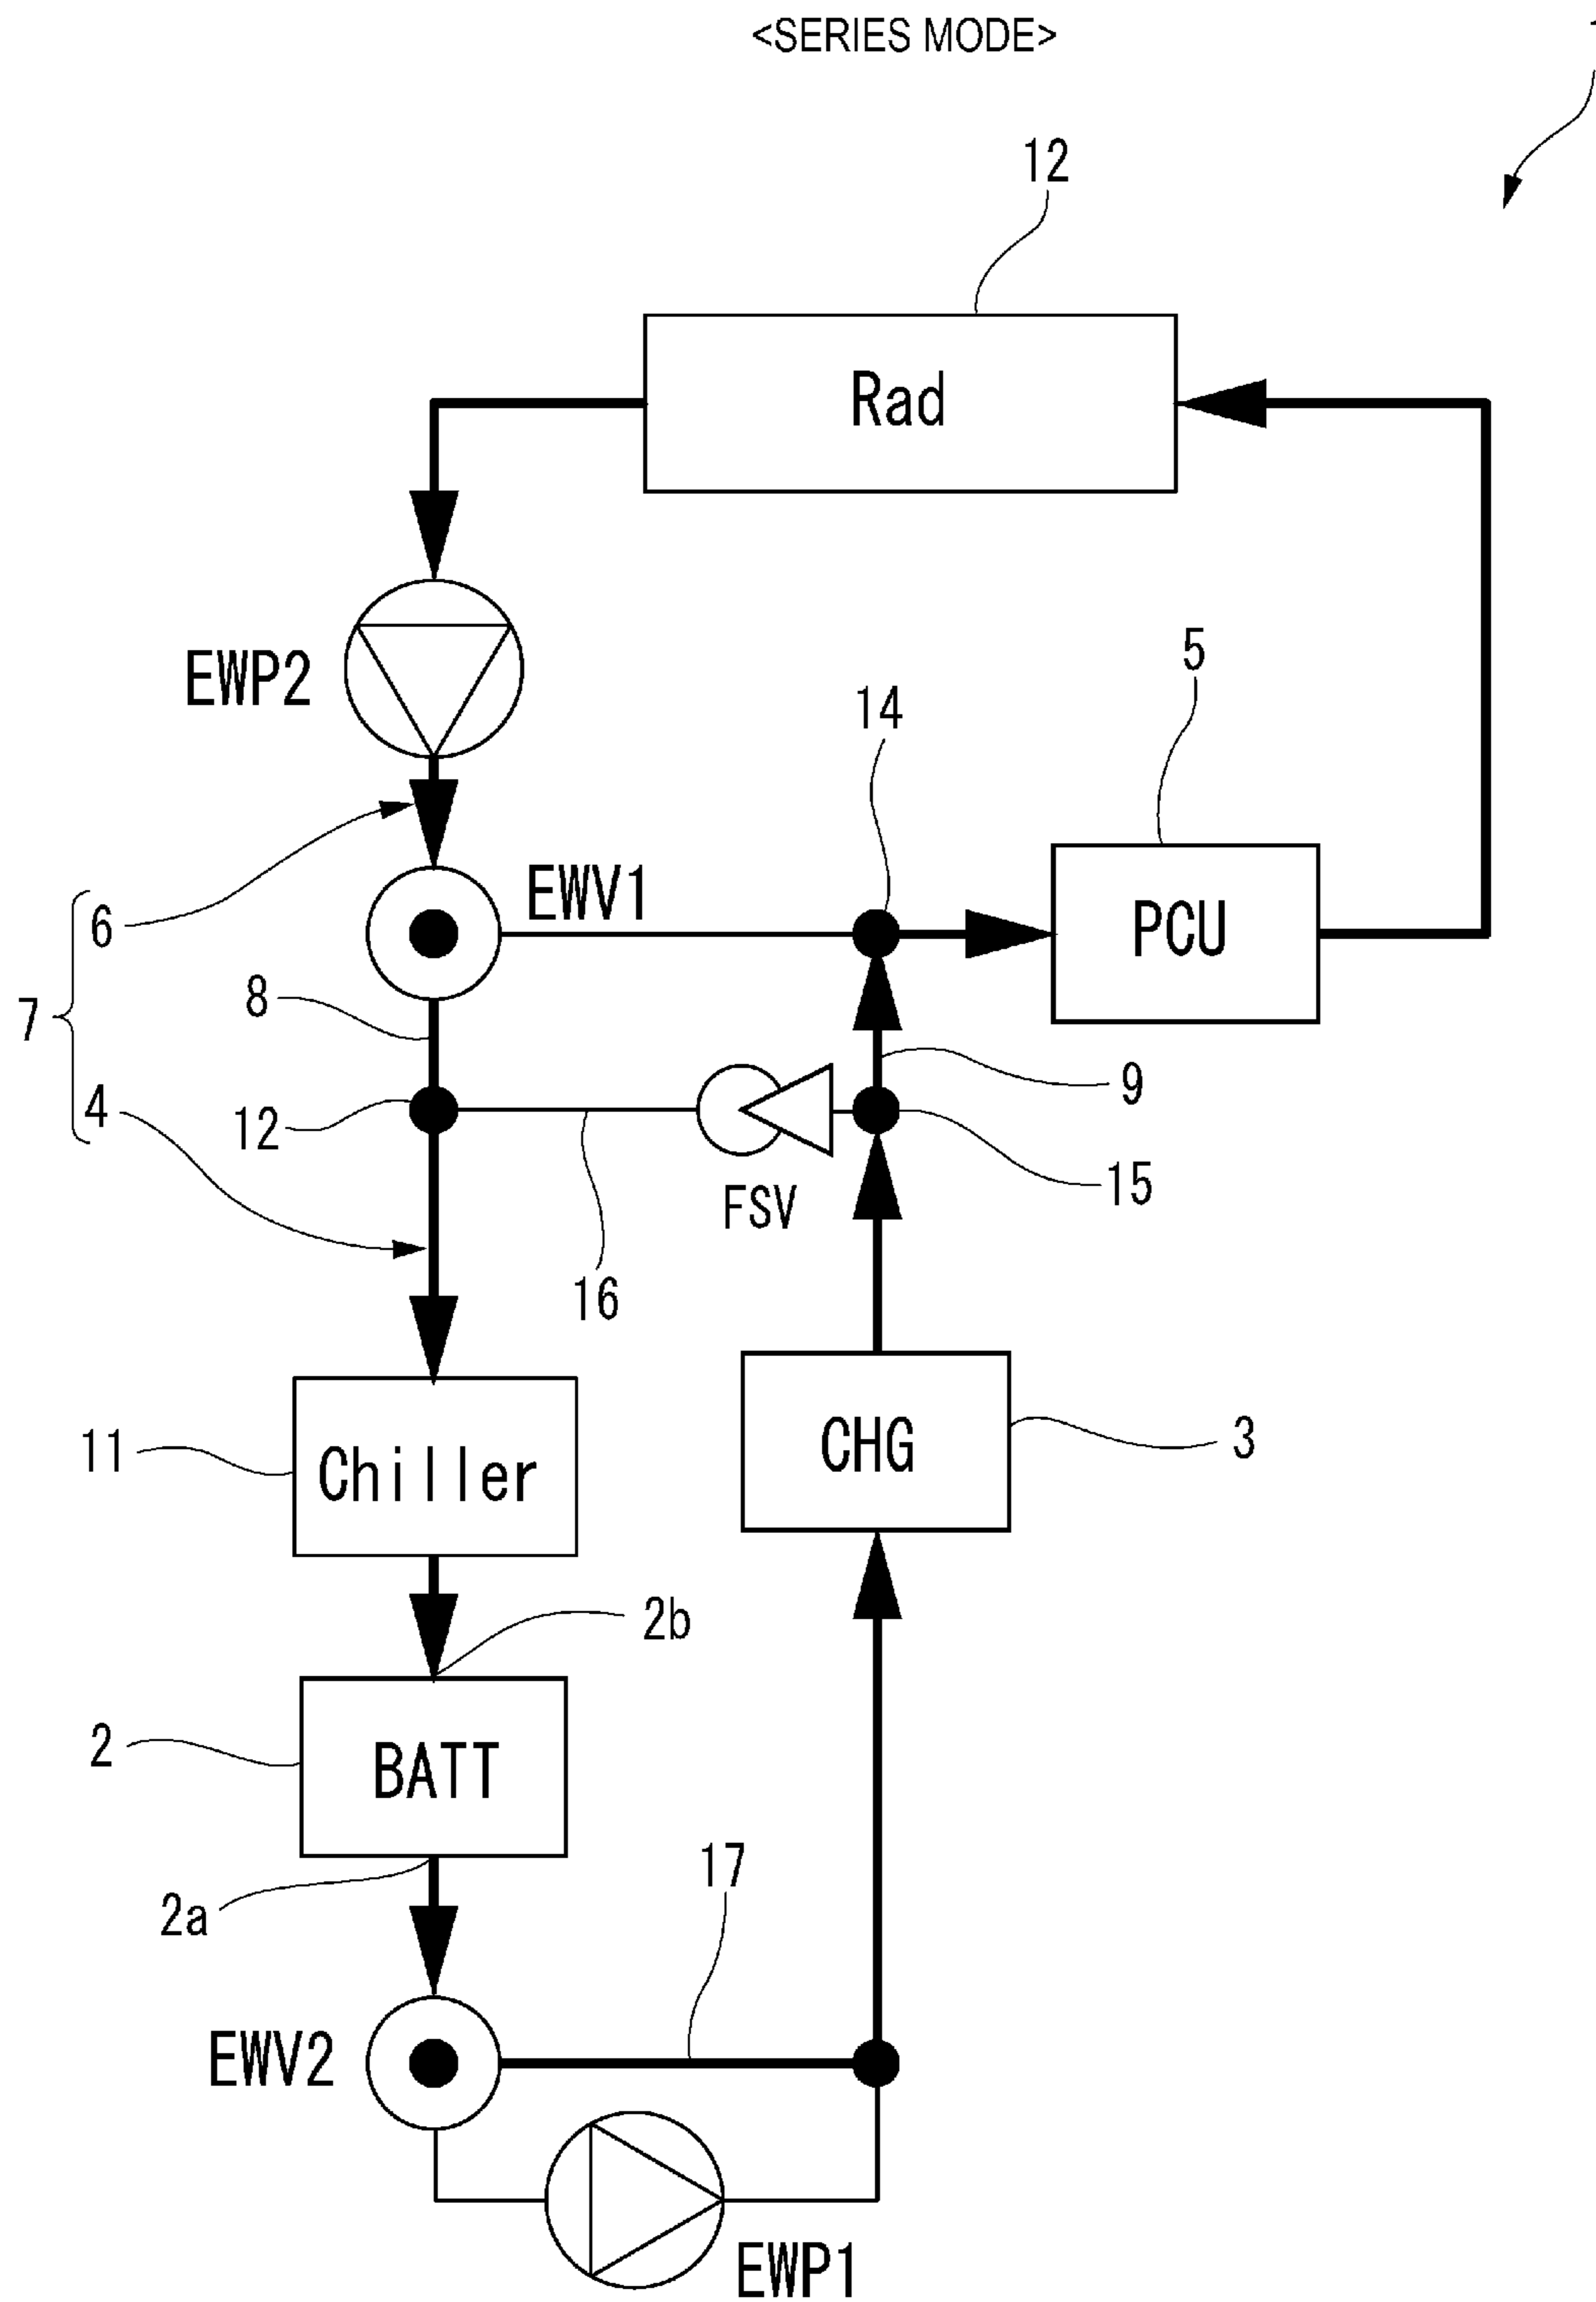 <SERIES MODE>
12
Rad
EWP2
5
14
EWV1
PCU
6
8
7
9
4
12
15
FSV
16
11
Chiller
CHG
3
2b
2
BATT
17
2a
EWV2
EWP1